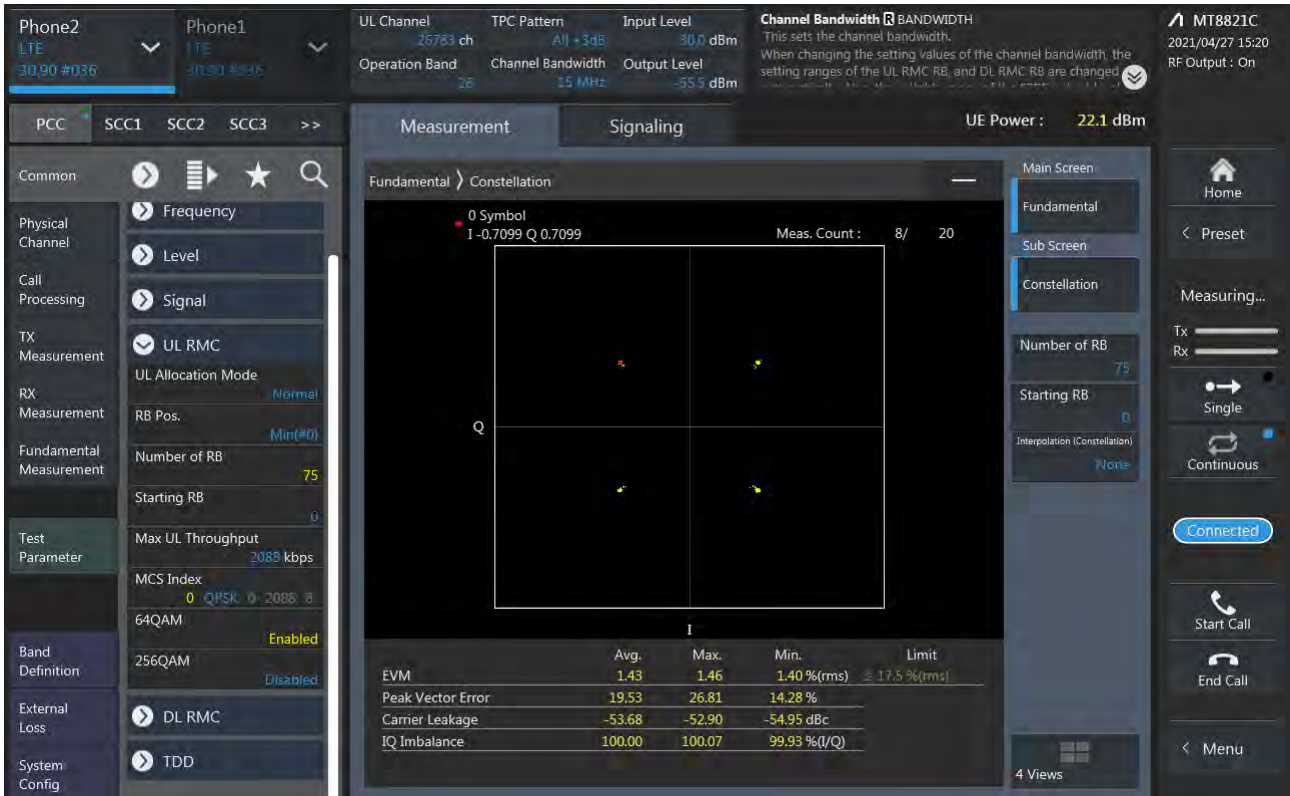 Phone2
LTE
30.90 #036
Phone1
LTE
30.90 #036
UL Channel
26783 ch
TPC Pattern
All +3dB
Input Level
30.0 dBm
Operation Band
26
Channel Bandwidth
15 MHz
Output Level
-55.5 dBm
Channel Bandwidth R BANDWIDTH
This sets the channel bandwidth.
When changing the setting values of the channel bandwidth, the
setting ranges of the UL RMC RB, and DL RMC RB are changed
MT8821C
2021/04/27 15:20
RF Output : On
PCC SCC1 SCC2 SCC3 >>
Measurement
Signaling
UE Power : 22.1 dBm
Common
Physical
Channel
Call
Processing
TX
Measurement
RX
Measurement
Fundamental
Measurement
Test
Parameter
Band
Definition
External
Loss
System
Config
Frequency
Level
Signal
UL RMC
UL Allocation Mode
Normal
RB Pos.
Min(#0)
Number of RB
75
Starting RB
0
Max UL Throughput
2088 kbps
MCS Index
0 QPSK 0 2088 8
64QAM
Enabled
256QAM
Disabled
DL RMC
TDD
Fundamental 〉 Constellation
0 Symbol
I -0.7099 Q 0.7099
Meas. Count : 8/ 20
Q
I
Avg. Max. Min. Limit
EVM 1.43 1.46 1.40 %(rms) ≤ 17.5 %(rms)
Peak Vector Error 19.53 26.81 14.28 %
Carrier Leakage -53.68 -52.90 -54.95 dBc
IQ Imbalance 100.00 100.07 99.93 %(I/Q)
Main Screen
Fundamental
Sub Screen
Constellation
Number of RB
75
Starting RB
0
Interpolation (Constellation)
None
4 Views
Home
< Preset
Measuring...
Tx
Rx
Single
Continuous
Connected
Start Call
End Call
< Menu